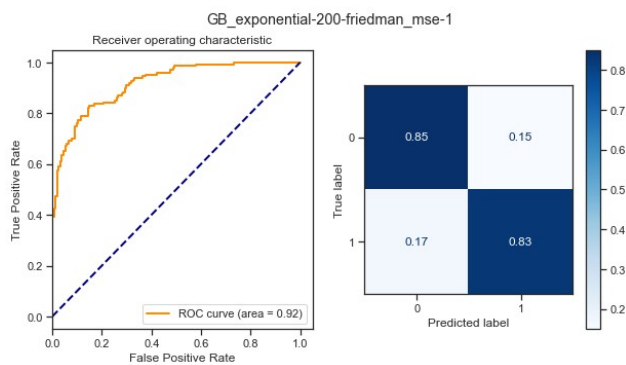 GB_exponential-200-friedman_mse-1
Receiver operating characteristic
True Positive Rate
1.0
0.8
0.6
0.4
0.2
0.0
0.0 0.2 0.4 0.6 0.8 1.0
False Positive Rate
ROC curve (area = 0.92)
True label
0
1
0.85 0.15
0.17 0.83
0 1
Predicted label
0.8
0.7
0.6
0.5
0.4
0.3
0.2